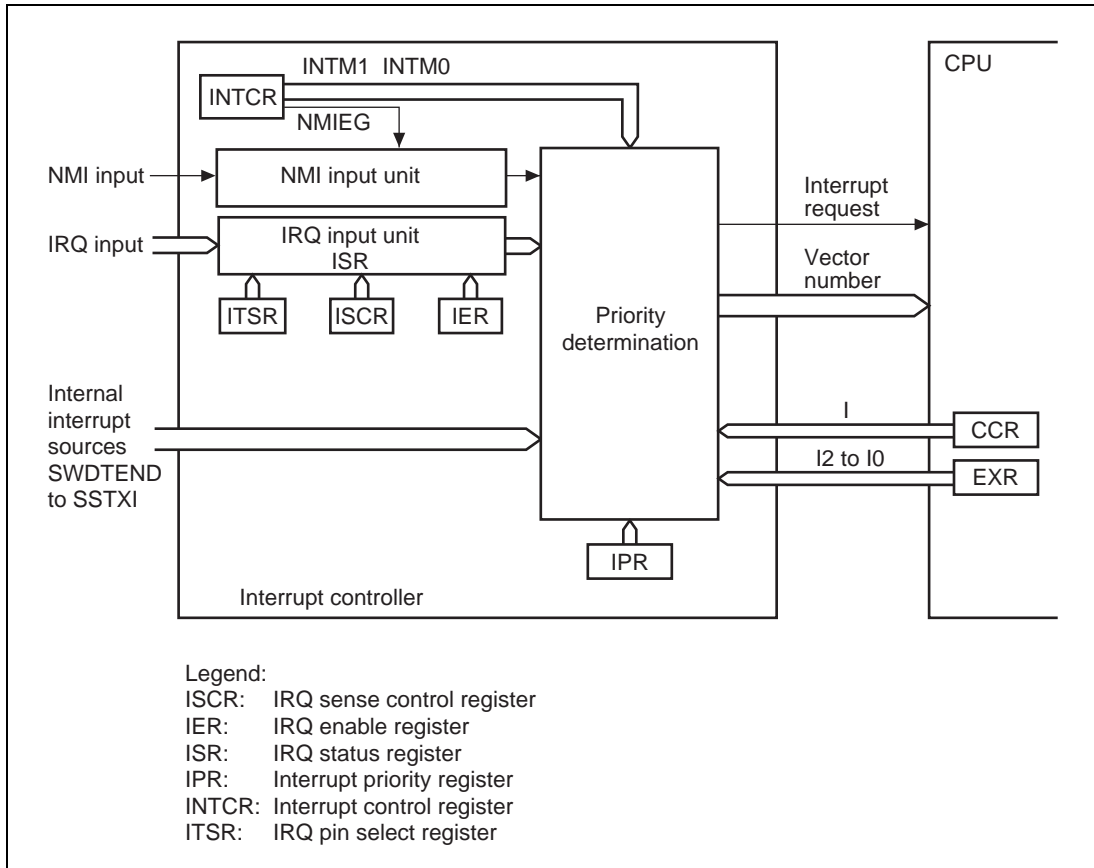 INTM1 INTM0
CPU
INTCR
NMIEG
NMI input
NMI input unit
Interrupt
request
IRQ input
IRQ input unit
ISR
Vector
number
ITSR
ISCR
IER
Priority
determination
Internal
interrupt
sources
SWDTEND
to SSTXI
I
CCR
I2 to I0
EXR
IPR
Interrupt controller
Legend:
ISCR: IRQ sense control register
IER: IRQ enable register
ISR: IRQ status register
IPR: Interrupt priority register
INTCR: Interrupt control register
ITSR: IRQ pin select register